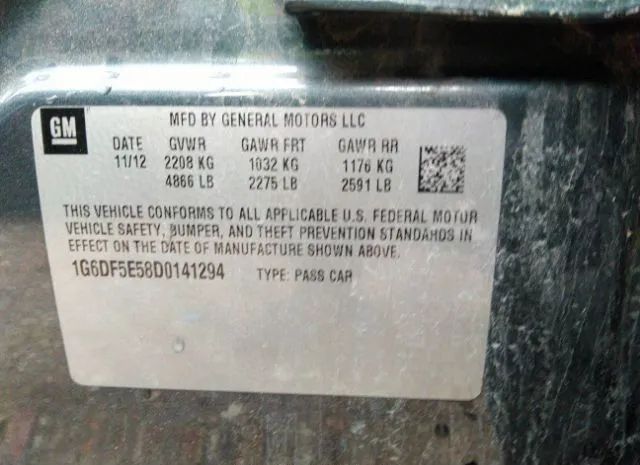 GM
MFD BY GENERAL MOTORS LLC
DATE GVWR GAWR FRT GAWR RR
11/12 2208 KG 1032 KG 1176 KG
4866 LB 2275 LB 2591 LB
THIS VEHICLE CONFORMS TO ALL APPLICABLE U.S. FEDERAL MOTOR
VEHICLE SAFETY, BUMPER, AND THEFT PREVENTION STANDARDS IN
EFFECT ON THE DATE OF MANUFACTURE SHOWN ABOVE.
1G6DF5E58D0141294 TYPE: PASS CAR